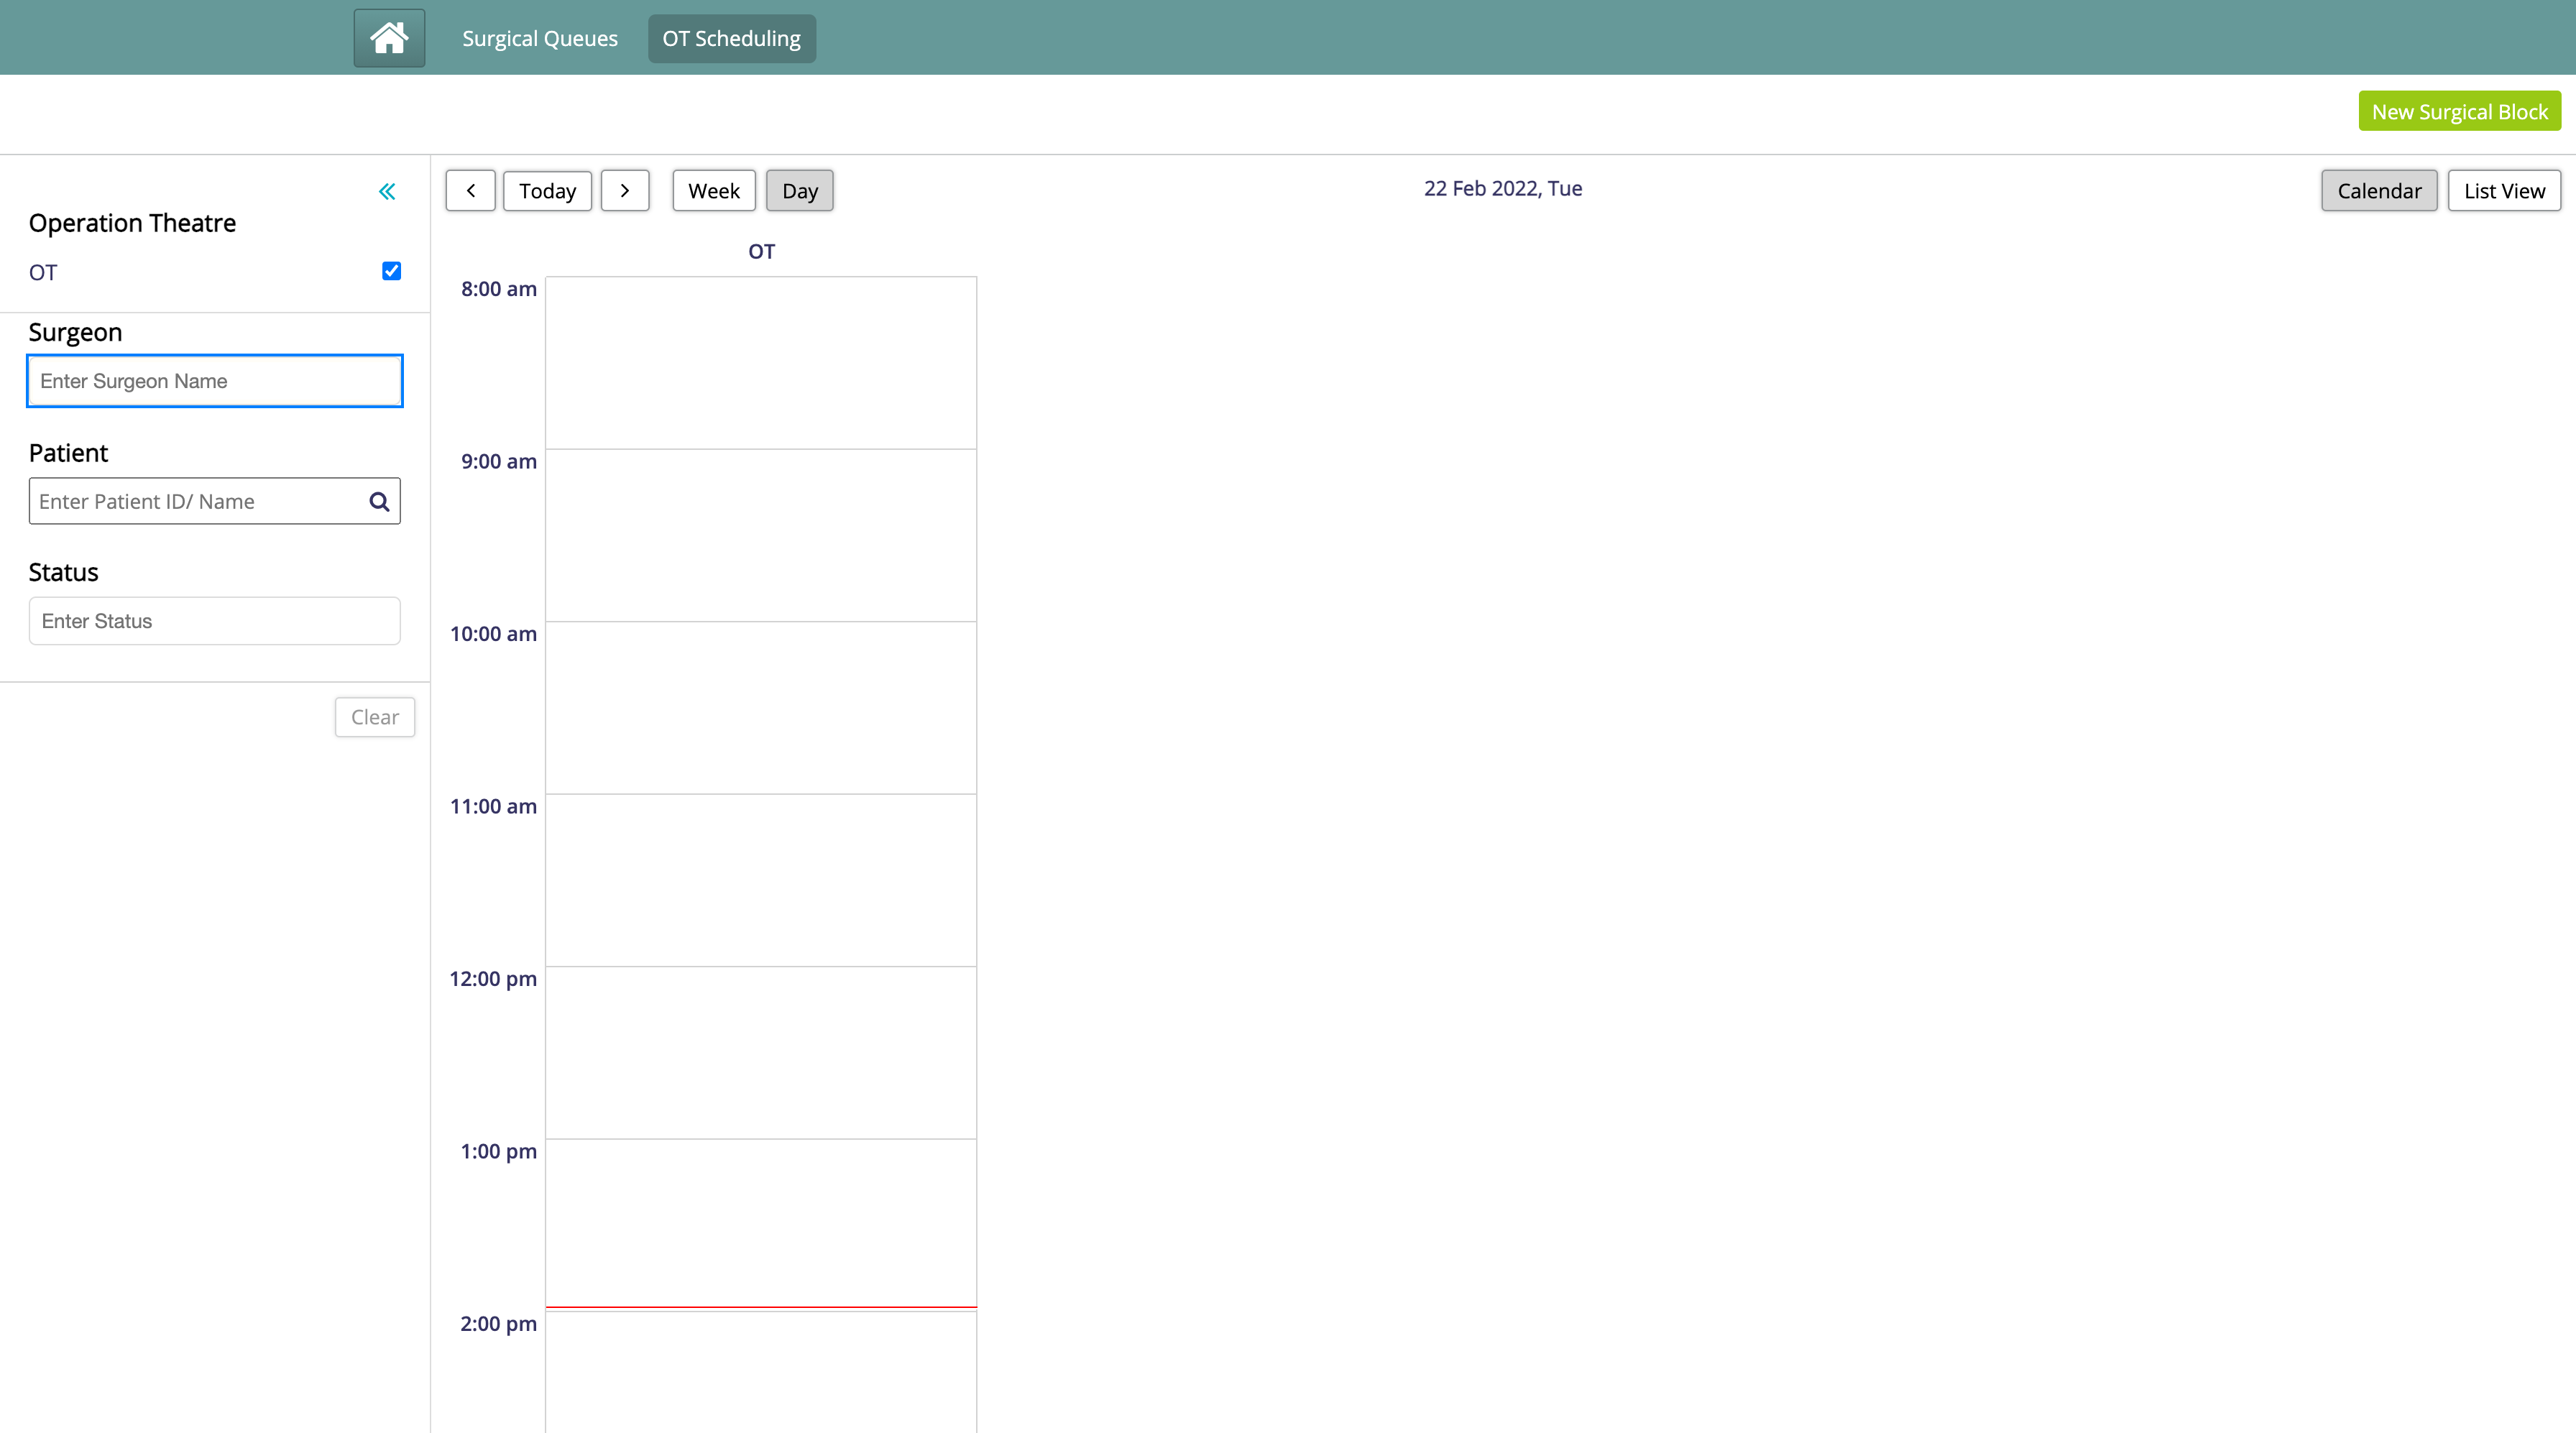 Surgical Queues
OT Scheduling
New Surgical Block
Operation Theatre
OT
Surgeon
Enter Surgeon Name
Patient
Enter Patient ID/ Name
Status
Enter Status
Clear
Today
Week
Day
22 Feb 2022, Tue
Calendar
List View
OT
8:00 am
9:00 am
10:00 am
11:00 am
12:00 pm
1:00 pm
2:00 pm